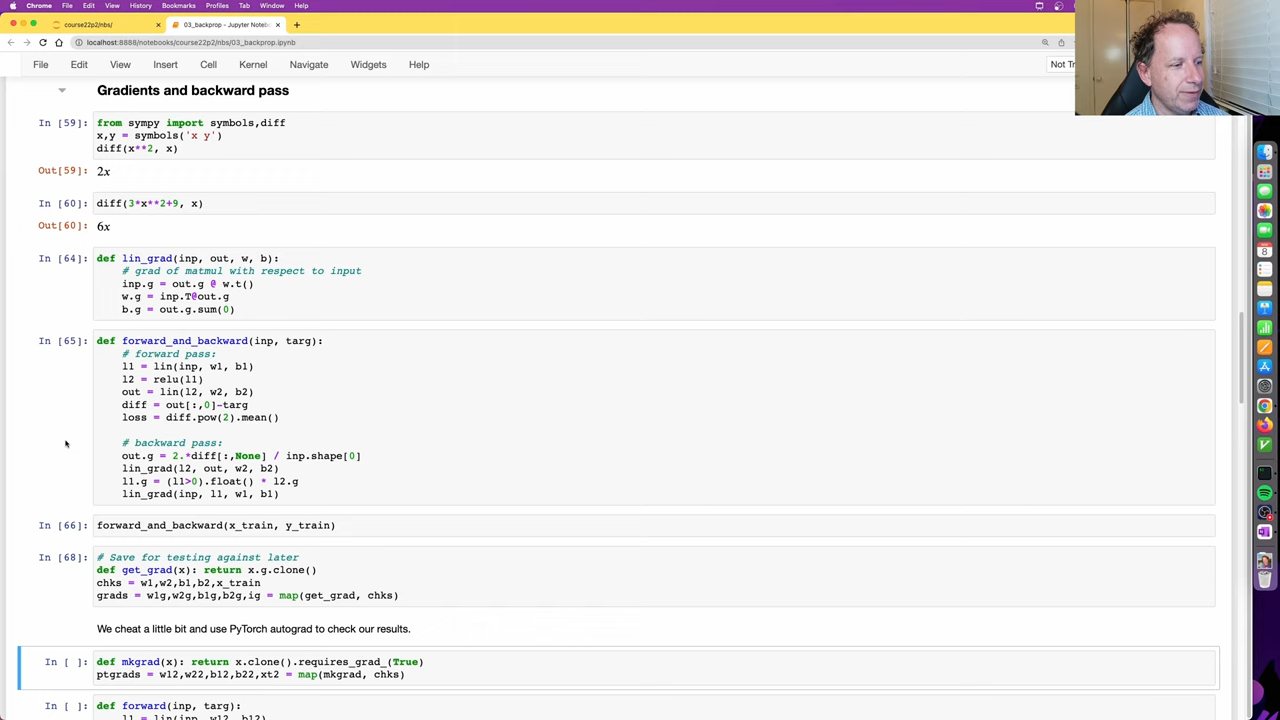 Chrome File Edit View History Bookmarks Profiles Tab Window Help
course22p2/nbs/
03_backprop - Jupyter Noteb
localhost:8888/notebooks/course22p2/nbs/03_backprop.ipynb
File Edit View Insert Cell Kernel Navigate Widgets Help
Not Tr
Gradients and backward pass
In [59]: from sympy import symbols,diff
x,y = symbols('x y')
diff(x**2, x)
Out[59]: 2x
In [60]: diff(3*x**2+9, x)
Out[60]: 6x
In [64]: def lin_grad(inp, out, w, b):
# grad of matmul with respect to input
inp.g = out.g @ w.t()
w.g = inp.T@out.g
b.g = out.g.sum(0)
In [65]: def forward_and_backward(inp, targ):
# forward pass:
l1 = lin(inp, w1, b1)
l2 = relu(l1)
out = lin(l2, w2, b2)
diff = out[:,0]-targ
loss = diff.pow(2).mean()
# backward pass:
out.g = 2.*diff[:,None] / inp.shape[0]
lin_grad(l2, out, w2, b2)
l1.g = (l1>0).float() * l2.g
lin_grad(inp, l1, w1, b1)
In [66]: forward_and_backward(x_train, y_train)
In [68]: # Save for testing against later
def get_grad(x): return x.g.clone()
chks = w1,w2,b1,b2,x_train
grads = w1g,w2g,b1g,b2g,ig = map(get_grad, chks)
We cheat a little bit and use PyTorch autograd to check our results.
In [ ]: def mkgrad(x): return x.clone().requires_grad_(True)
ptgrads = w12,w22,b12,b22,xt2 = map(mkgrad, chks)
In [ ]: def forward(inp, targ):
l1 = lin(inp, w12, b12)